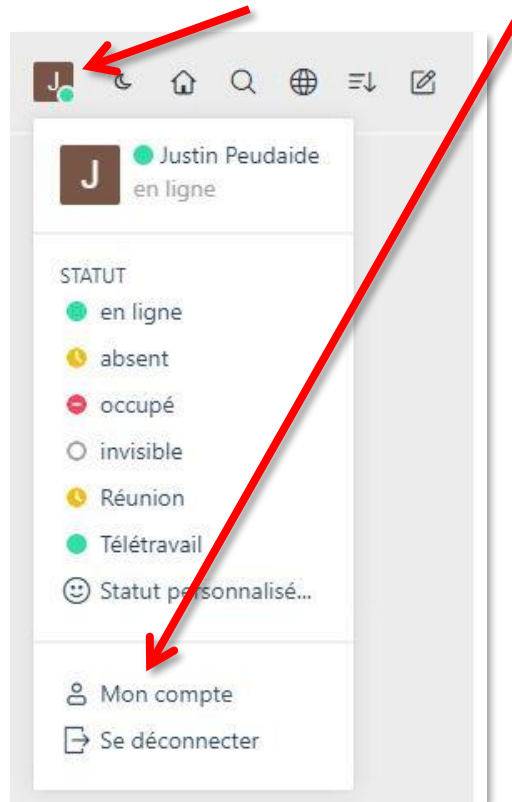 J
J
Justin Peudaide
en ligne
STATUT
en ligne
absent
occupé
invisible
Réunion
Télétravail
Statut personnalisé...
Mon compte
Se déconnecter